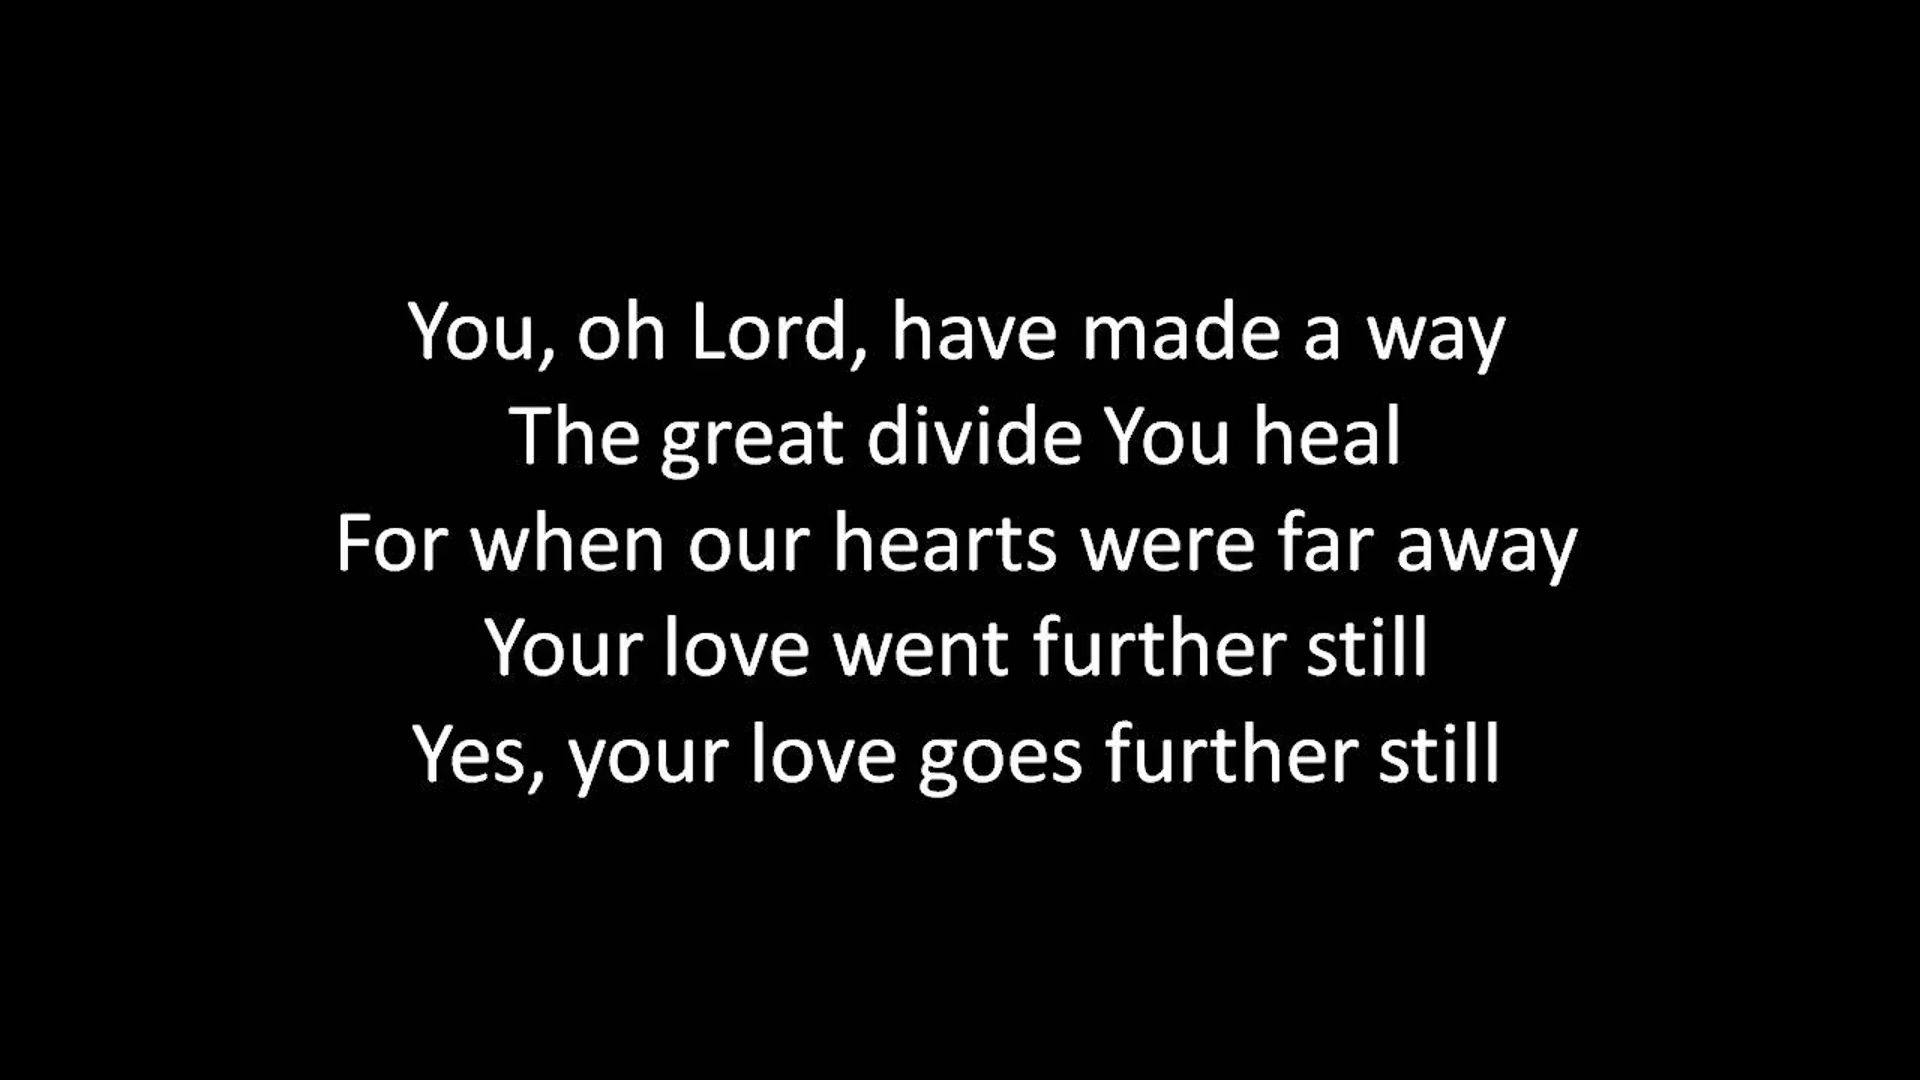 You, oh Lord, have made a way
The great divide You heal
For when our hearts were far away
Your love went further still
Yes, your love goes further still